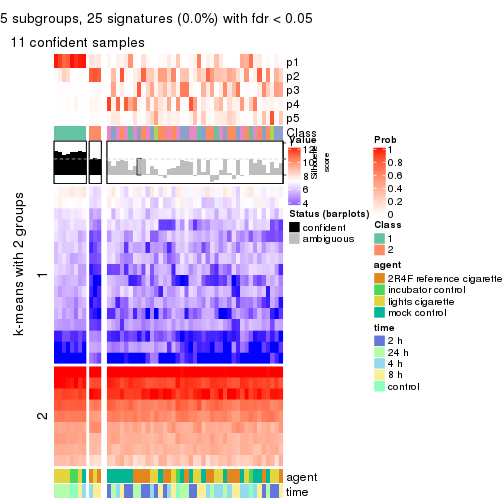 5 subgroups, 25 signatures (0.0%) with fdr < 0.05
11 confident samples
p1
p2
p3
p4
p5
Class
k-means with 2 groups
1
2
agent
time
Value
12
10
8
6
4
score
Status (barplots)
confident
ambiguous
Prob
1
0.8
0.6
0.4
0.2
0
Class
1
2
agent
2R4F reference cigarette
incubator control
lights cigarette
mock control
time
2 h
24 h
4 h
8 h
control